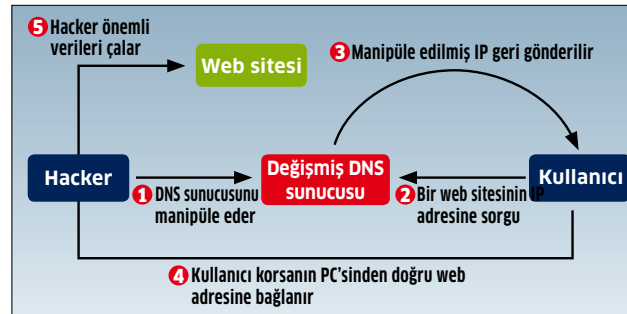 5 Hacker önemli
verileri çalar
Web sitesi
3 Manipüle edilmiş IP geri gönderilir
Hacker
Değişmiş DNS
sunucusu
Kullanıcı
1 DNS sunucusunu
manipüle eder
2 Bir web sitesinin IP
adresine sorgu
4 Kullanıcı korsanın PC’sinden doğru web
adresine bağlanır